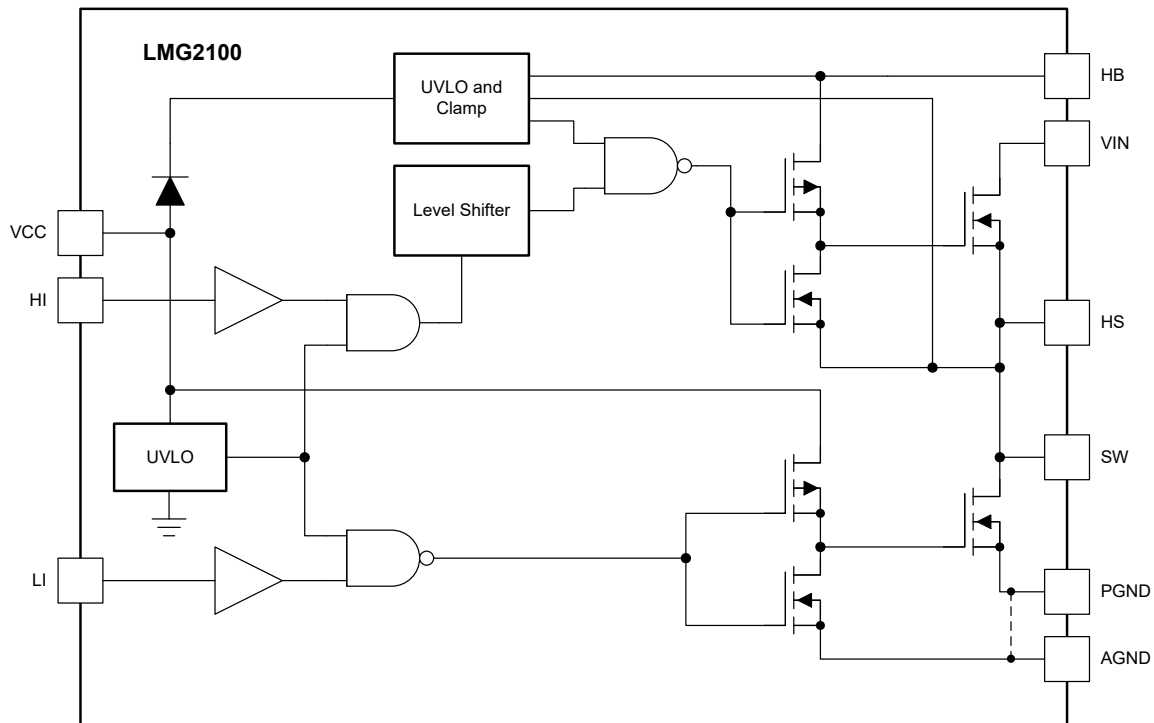 LMG2100
UVLO and
Clamp
HB
VIN
Level Shifter
VCC
HI
HS
UVLO
SW
LI
PGND
AGND